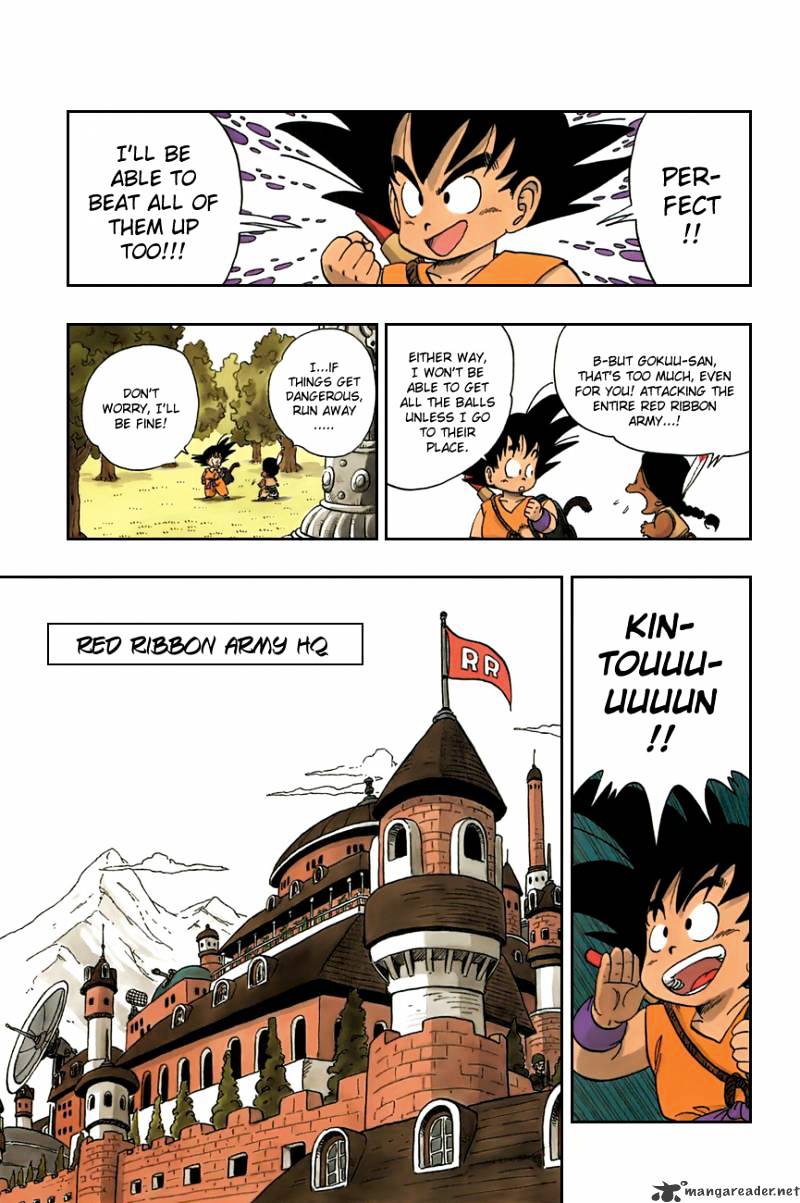 PER-
FECT
!!
I'LL BE
ABLE TO
BEAT ALL OF
THEM UP
TOO!!!
B-BUT GOKUU-SAN,
THAT'S TOO MUCH, EVEN
FOR YOU! ATTACKING THE
ENTIRE RED RIBBON
ARMY...!
EITHER WAY,
I WON'T BE
ABLE TO GET
ALL THE BALLS
UNLESS I GO
TO THEIR
PLACE.
I...IF
THINGS GET
DANGEROUS,
RUN AWAY
.....
DON'T
WORRY, I'LL
BE FINE!
KIN-
TOUUU-
UUUUN
!!
RED RIBBON ARMY HQ
RR
mangareader.net